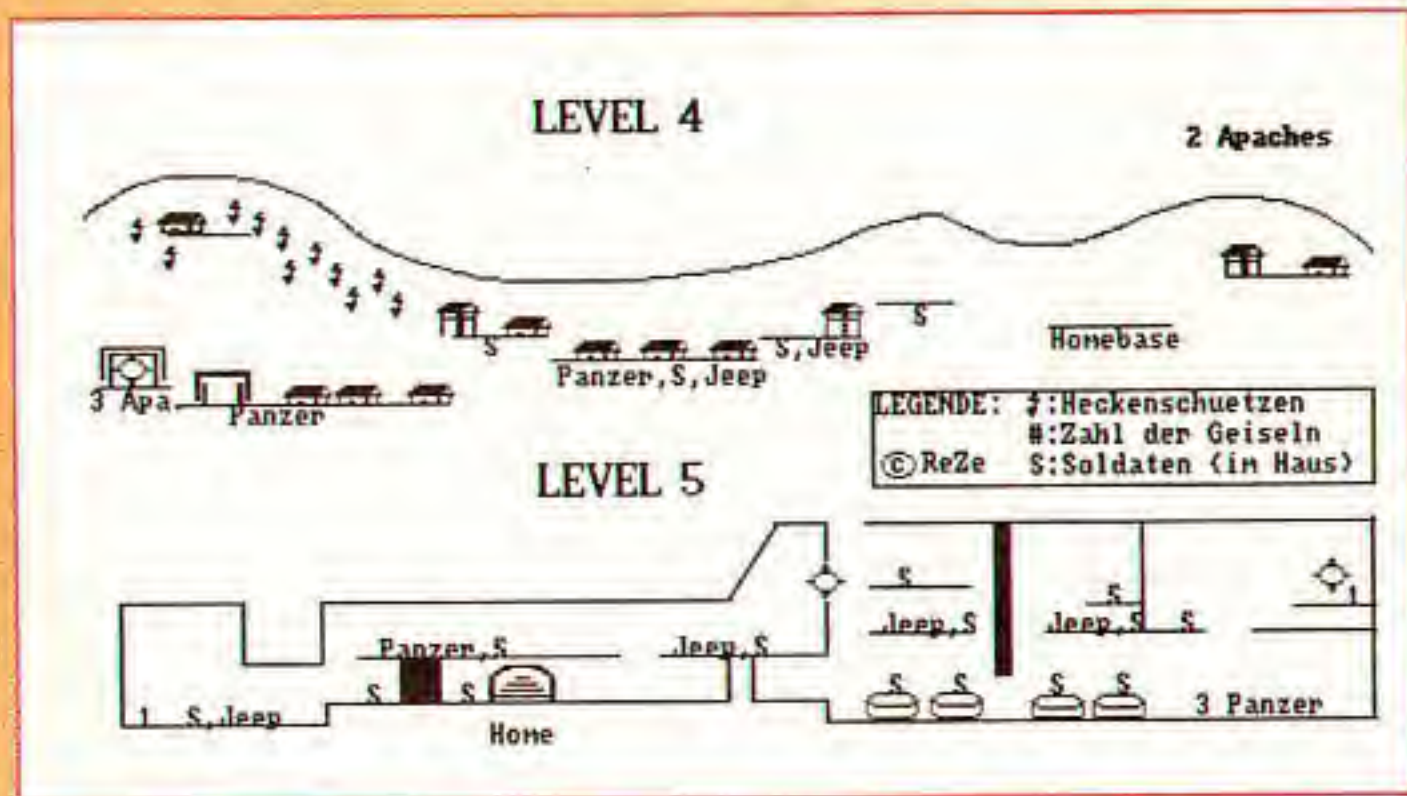 LEVEL 4
2 Apaches
S
S
S,Jeep
Homebase
Panzer,S,Jeep
3 Apa.
Panzer
LEGENDE: :Heckenschuetzen
#:Zahl der Geiseln
©ReZe S:Soldaten (im Haus)
LEVEL 5
S
S
1
Jeep,S
Jeep,S
S
Panzer,S
Jeep,S
S
S
S
S
S
S
1 S,Jeep
3 Panzer
Home